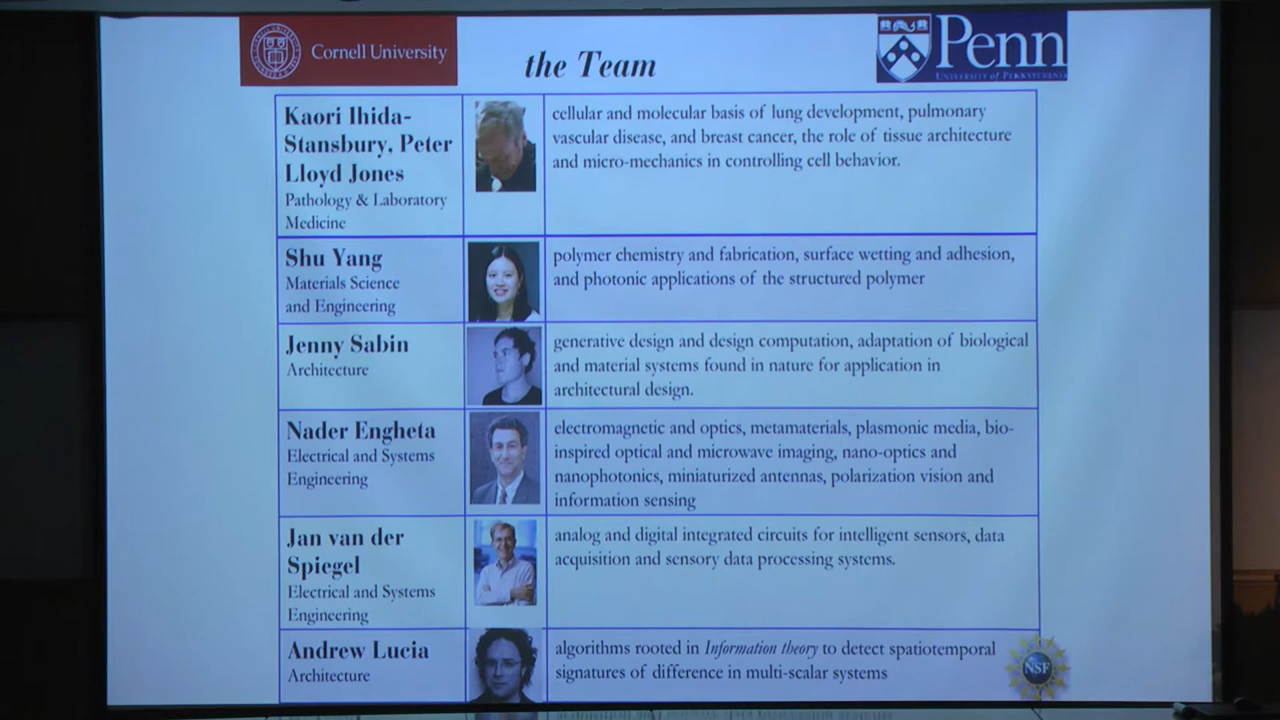 Cornell University
the Team
Penn
UNIVERSITY of PENNSYLVANIA
Kaori Ihida-
Stansbury, Peter
Lloyd Jones
Pathology & Laboratory
Medicine
cellular and molecular basis of lung development, pulmonary
vascular disease, and breast cancer, the role of tissue architecture
and micro-mechanics in controlling cell behavior.
Shu Yang
Materials Science
and Engineering
polymer chemistry and fabrication, surface wetting and adhesion,
and photonic applications of the structured polymer
Jenny Sabin
Architecture
generative design and design computation, adaptation of biological
and material systems found in nature for application in
architectural design.
Nader Engheta
Electrical and Systems
Engineering
electromagnetic and optics, metamaterials, plasmonic media, bio-
inspired optical and microwave imaging, nano-optics and
nanophotonics, miniaturized antennas, polarization vision and
information sensing
Jan van der
Spiegel
Electrical and Systems
Engineering
analog and digital integrated circuits for intelligent sensors, data
acquisition and sensory data processing systems.
Andrew Lucia
Architecture
algorithms rooted in Information theory to detect spatiotemporal
signatures of difference in multi-scalar systems
NSF